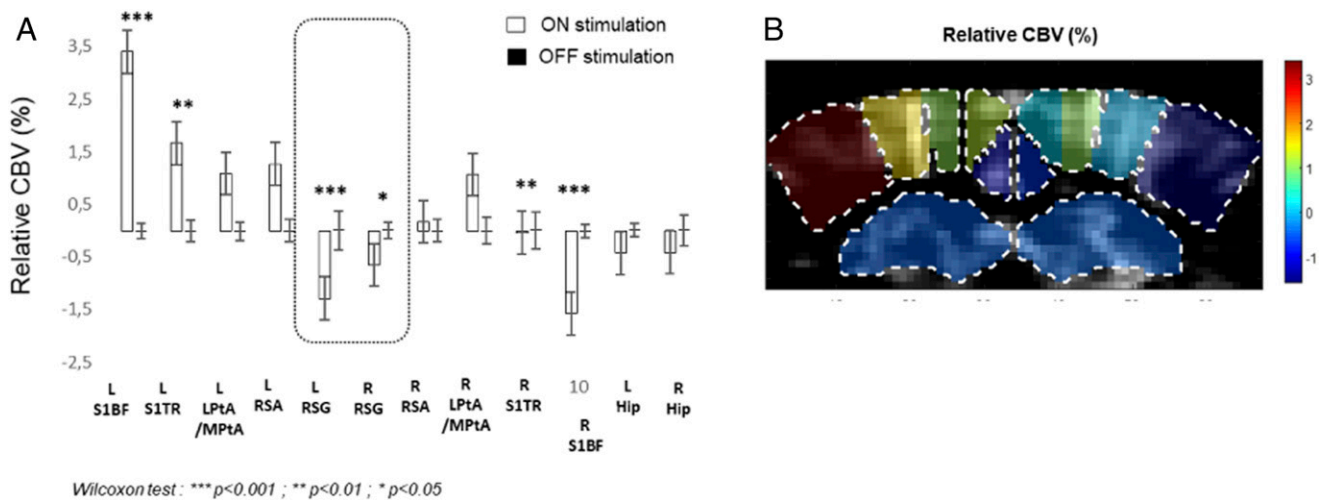 A
***
3,5
2,5
1,5
0,5
-0,5
-1,5
-2,5
Relative CBV (%)
**
***
*
**
***
ON stimulation
OFF stimulation
L
S1BF
L
S1TR
L
LPtA
/MPtA
L
RSA
L
RSG
R
RSG
R
RSA
R
LPtA
/MPtA
R
S1TR
10
R
S1BF
L
Hip
R
Hip
Wilcoxon test : *** p<0.001 ; ** p<0.01 ; * p<0.05
B
Relative CBV (%)
3
2
1
0
-1